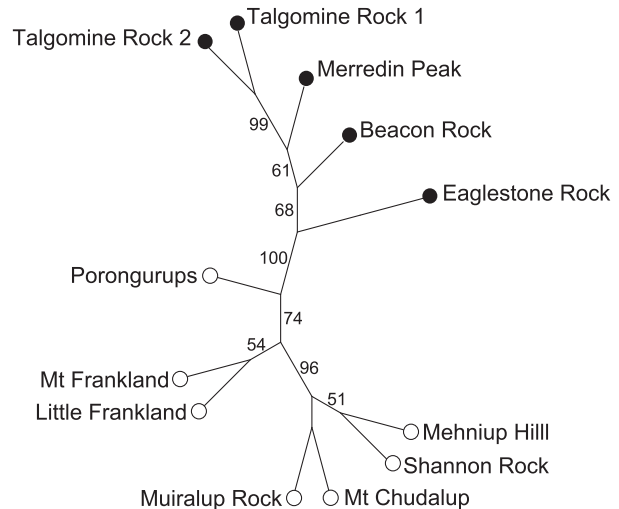 Talgomine Rock 1
Talgomine Rock 2
Merredin Peak
99
Beacon Rock
61
Eaglestone Rock
68
100
Porongurups
74
54
96
Mt Frankland
51
Little Frankland
Mehniup Hilll
Shannon Rock
Muiralup Rock
Mt Chudalup